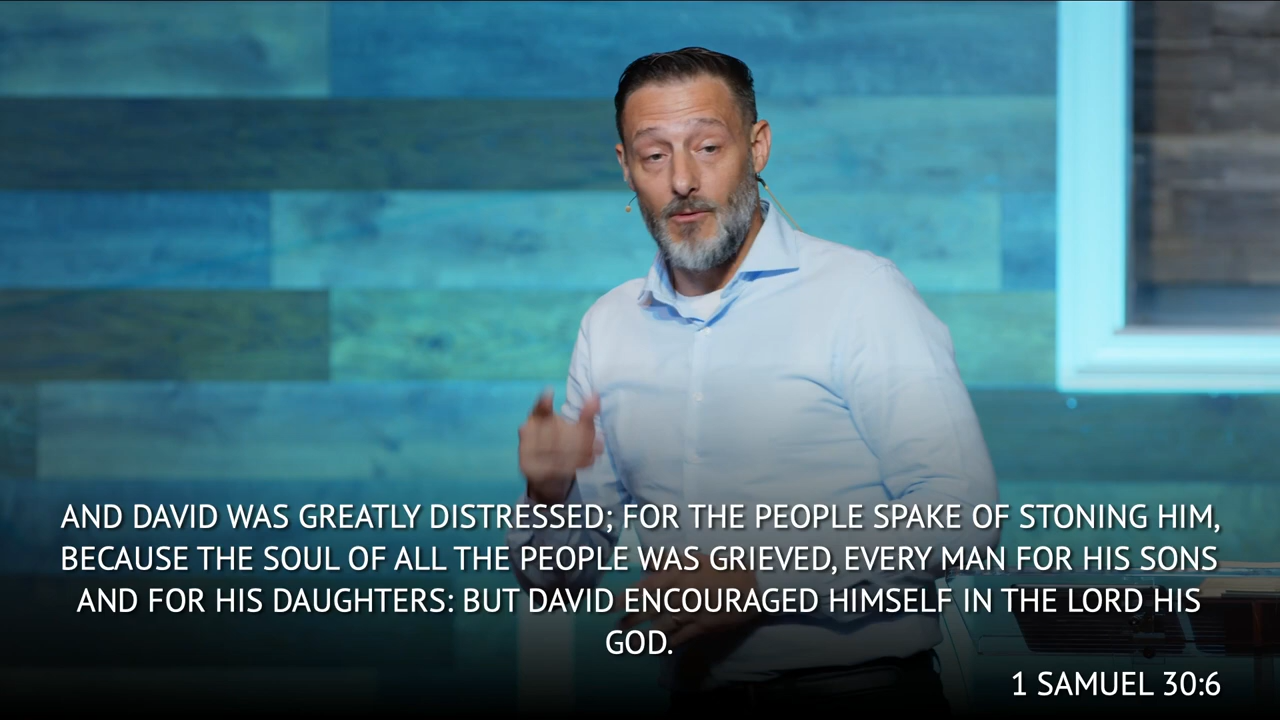 AND DAVID WAS GREATLY DISTRESSED; FOR THE PEOPLE SPAKE OF STONING HIM,
BECAUSE THE SOUL OF ALL THE PEOPLE WAS GRIEVED, EVERY MAN FOR HIS SONS
AND FOR HIS DAUGHTERS: BUT DAVID ENCOURAGED HIMSELF IN THE LORD HIS
GOD.
1 SAMUEL 30:6